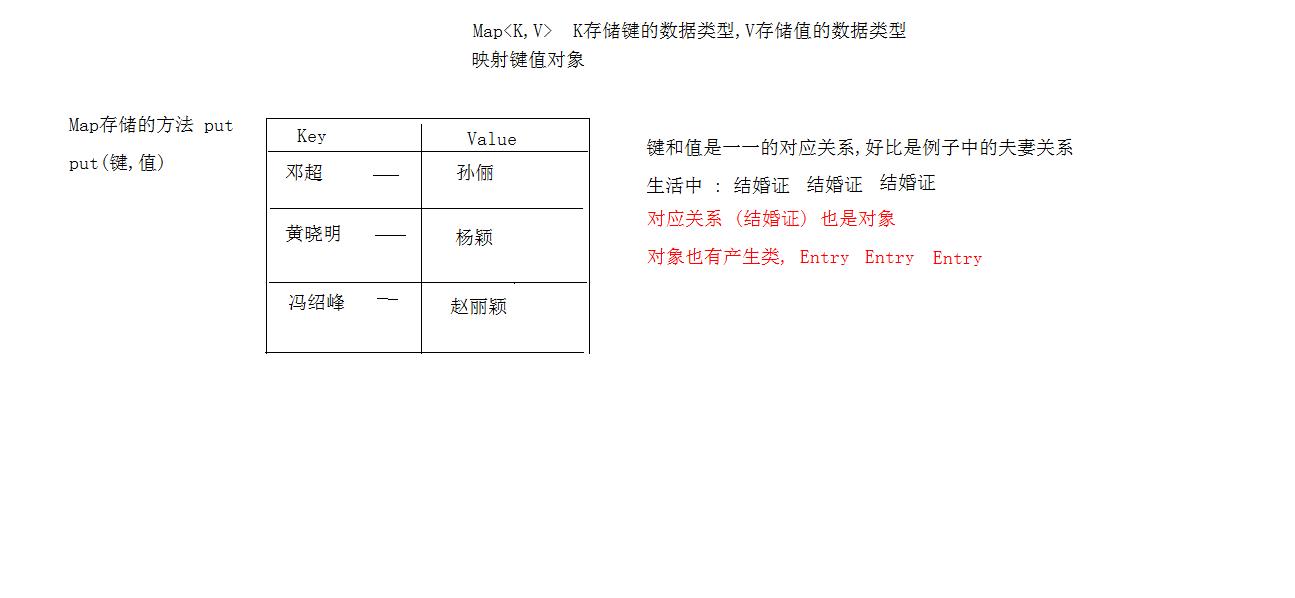 Map<K,V> K存储键的数据类型,V存储值的数据类型
映射键值对象
Map存储的方法 put
put(键,值)
Key Value
邓超 — 孙俪
黄晓明 — 杨颖
冯绍峰 — 赵丽颖
键和值是一一的对应关系,好比是例子中的夫妻关系
生活中 : 结婚证 结婚证 结婚证
对应关系 (结婚证) 也是对象
对象也有产生类, Entry Entry Entry